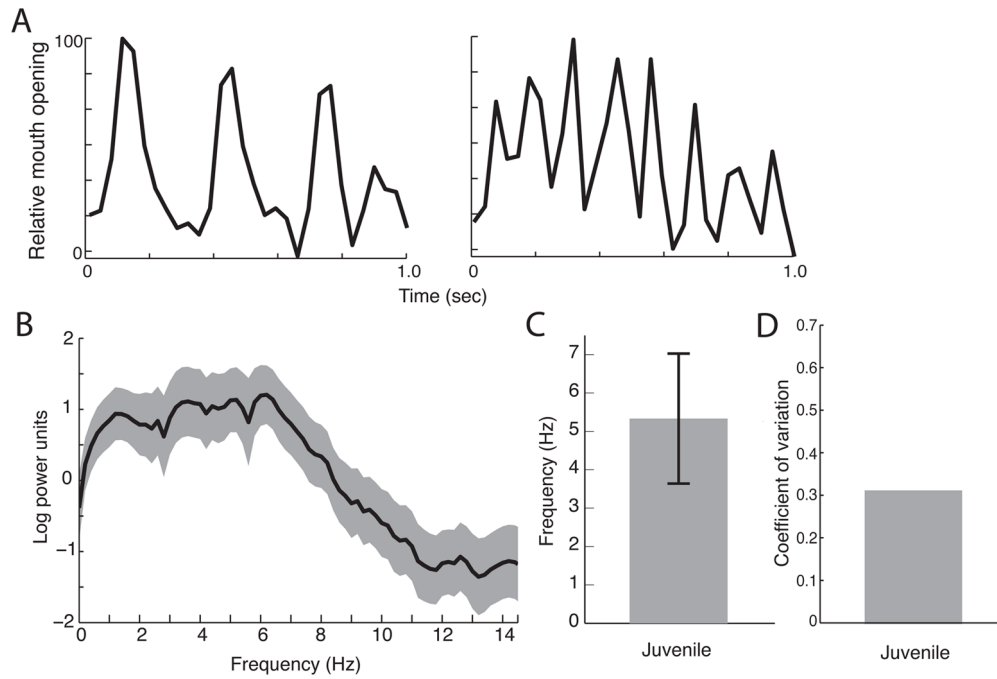 A
Relative mouth opening
100
0
0
1.0
0
1.0
Time (sec)
B
Log power units
2
1
0
−1
−2
0
2
4
6
8
10
12
14
Frequency (Hz)
C
Frequency (Hz)
7
6
5
4
3
2
1
0
Juvenile
D
Coefficient of variation
0.7
0.6
0.5
0.4
0.3
0.2
0.1
0
Juvenile